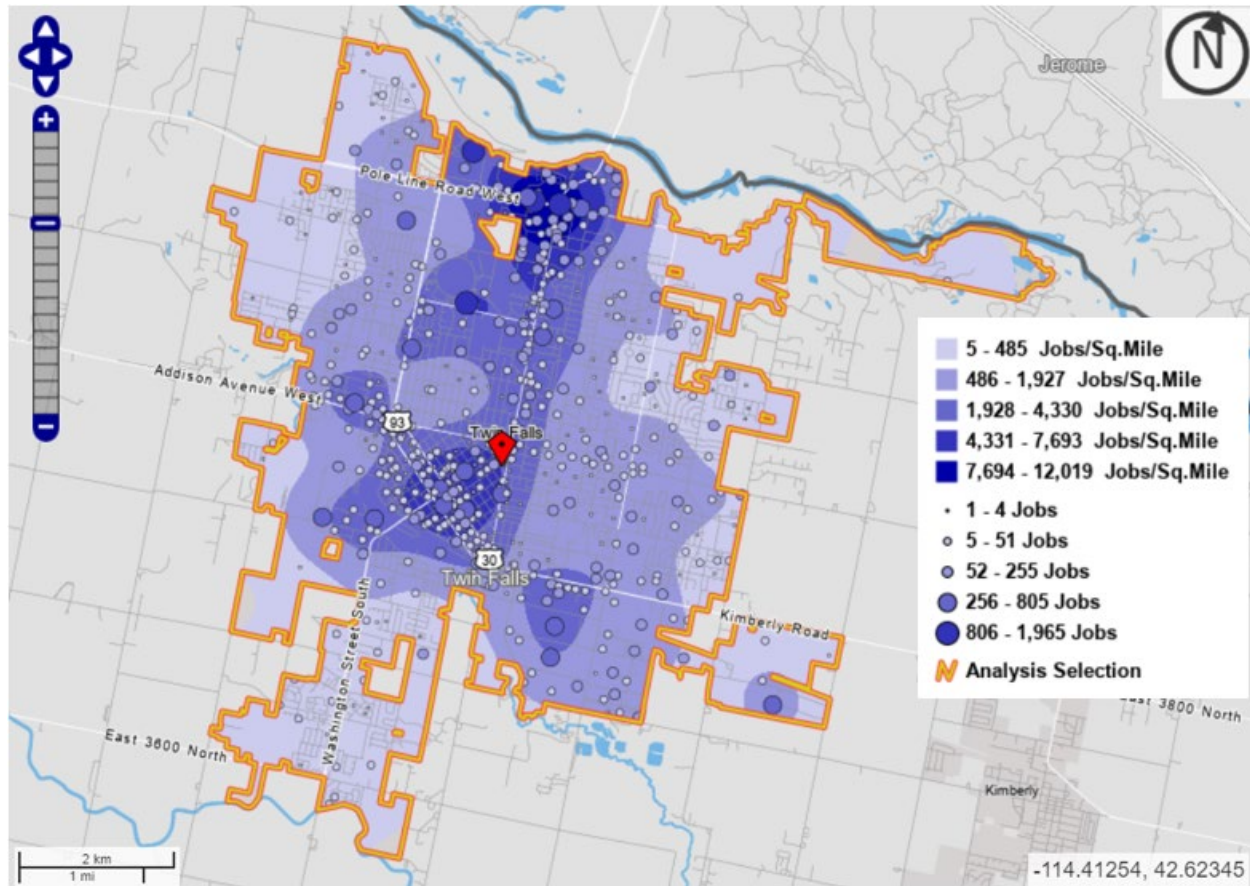 N
Jerome
Pole Line Road West
Addison Avenue West
93
Twin Falls
30
Twin Falls
Kimberly Road
Washington Street South
East 3600 North
East 3800 North
Kimberly
5 - 485 Jobs/Sq.Mile
486 - 1,927 Jobs/Sq.Mile
1,928 - 4,330 Jobs/Sq.Mile
4,331 - 7,693 Jobs/Sq.Mile
7,694 - 12,019 Jobs/Sq.Mile
1 - 4 Jobs
5 - 51 Jobs
52 - 255 Jobs
256 - 805 Jobs
806 - 1,965 Jobs
Analysis Selection
2 km
1 mi
-114.41254, 42.62345